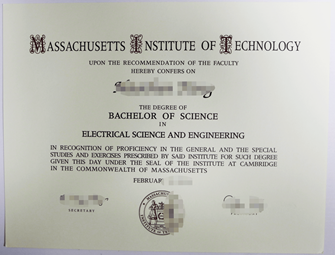 MASSACHUSETTS INSTITUTE OF TECHNOLOGY
UPON THE RECOMMENDATION OF THE FACULTY
HEREBY CONFERS ON
THE DEGREE OF
BACHELOR OF SCIENCE
IN
ELECTRICAL SCIENCE AND ENGINEERING
IN RECOGNITION OF PROFICIENCY IN THE GENERAL AND THE SPECIAL
STUDIES AND EXERCISES PRESCRIBED BY SAID INSTITUTE FOR SUCH DEGREE
GIVEN THIS DAY UNDER THE SEAL OF THE INSTITUTE AT CAMBRIDGE
IN THE COMMONWEALTH OF MASSACHUSETTS
SECRETARY